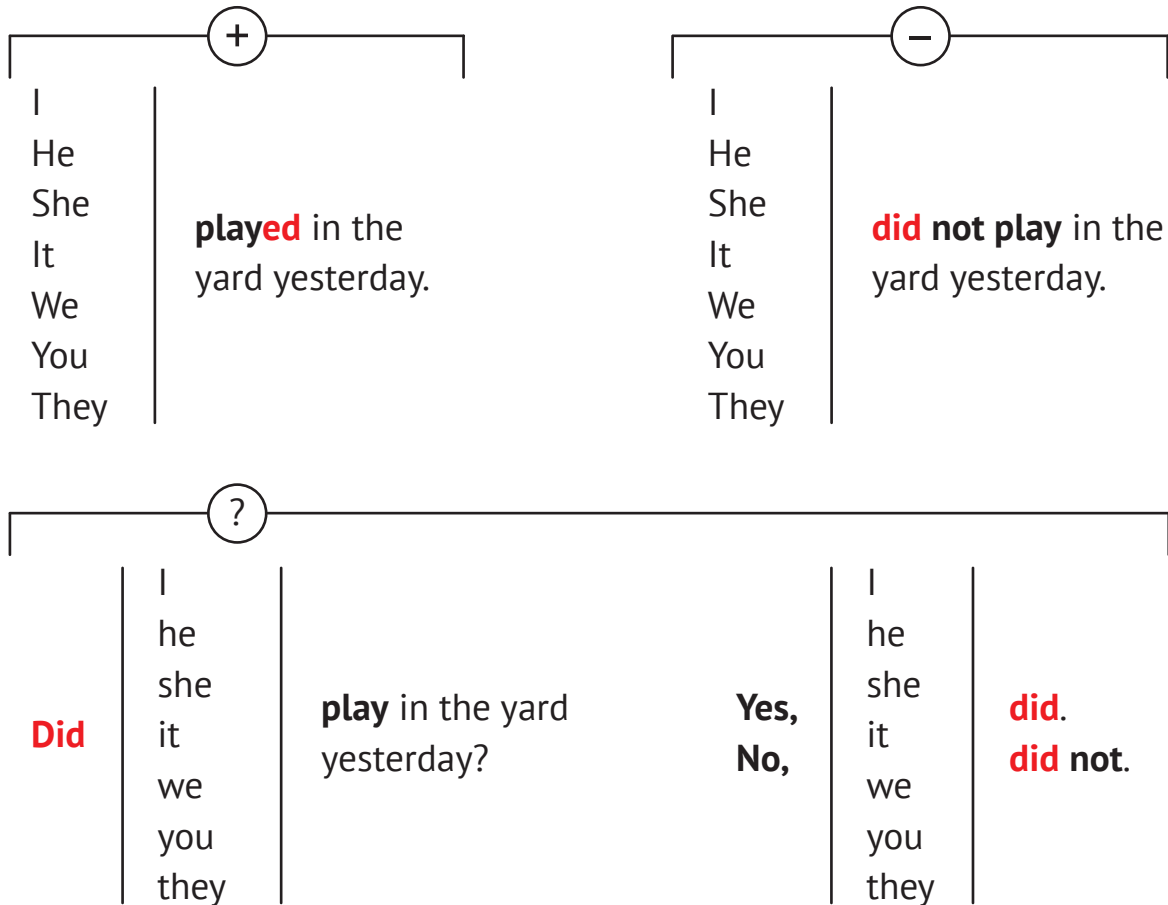 +
I
He
She
It
We
You
They
played in the
yard yesterday.
–
I
He
She
It
We
You
They
did not play in the
yard yesterday.
?
Did
I
he
she
it
we
you
they
play in the yard
yesterday?
Yes,
No,
I
he
she
it
we
you
they
did.
did not.